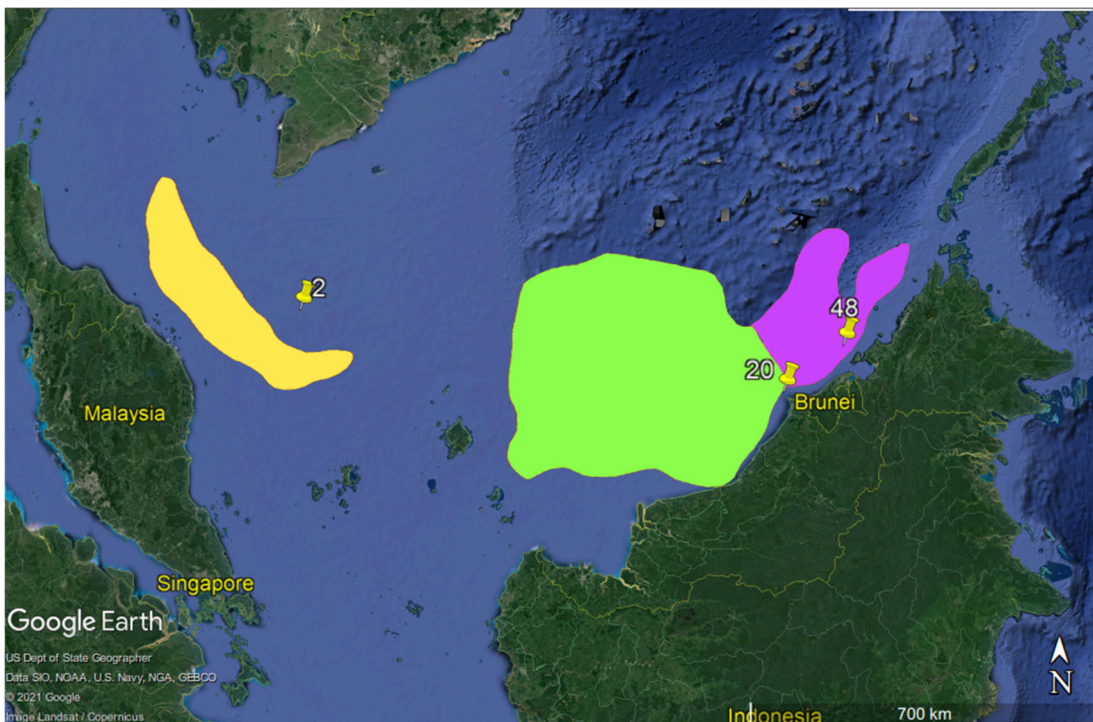 2
48
20
Malaysia
Brunei
Singapore
Google Earth
US Dept of State Geographer
Data SIO, NOAA, U.S. Navy, NGA, GEBCO
© 2021 Google
Image Landsat / Copernicus
Indonesia
700 km
N